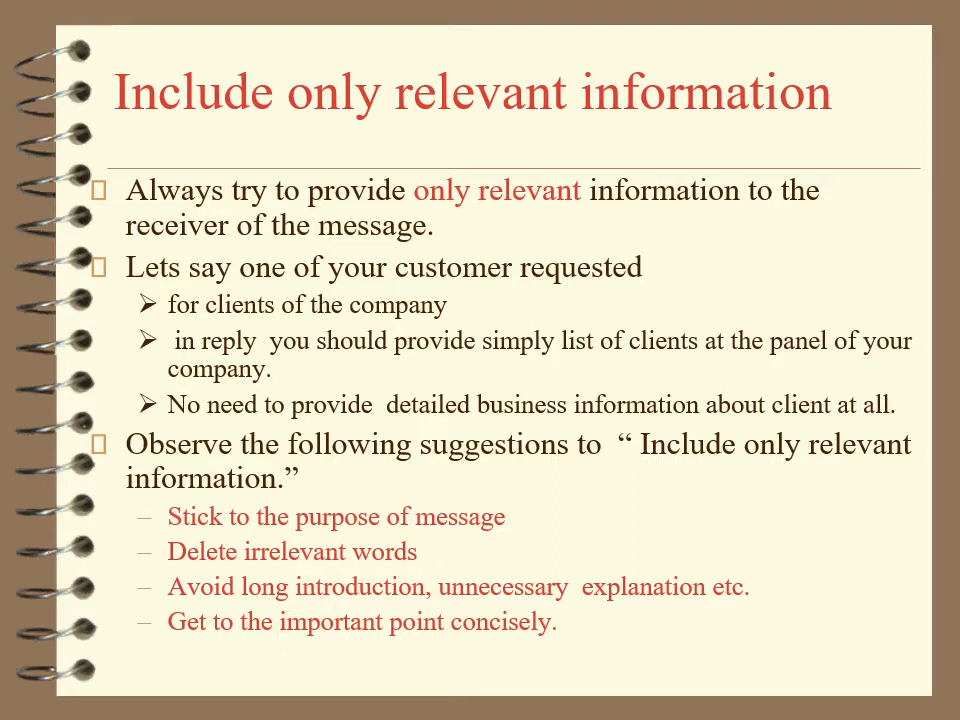 Include only relevant information
Always try to provide only relevant information to the
receiver of the message.
Lets say one of your customer requested
for clients of the company
in reply  you should provide simply list of clients at the panel of your
company.
No need to provide  detailed business information about client at all.
Observe the following suggestions to  “ Include only relevant
information.”
– Stick to the purpose of message
– Delete irrelevant words
– Avoid long introduction, unnecessary  explanation etc.
– Get to the important point concisely.